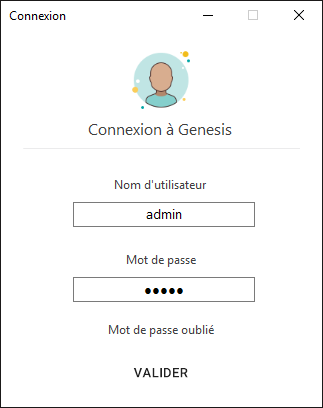 Connexion
Connexion à Genesis
Nom d'utilisateur
admin
Mot de passe
●●●●●
Mot de passe oublié
VALIDER